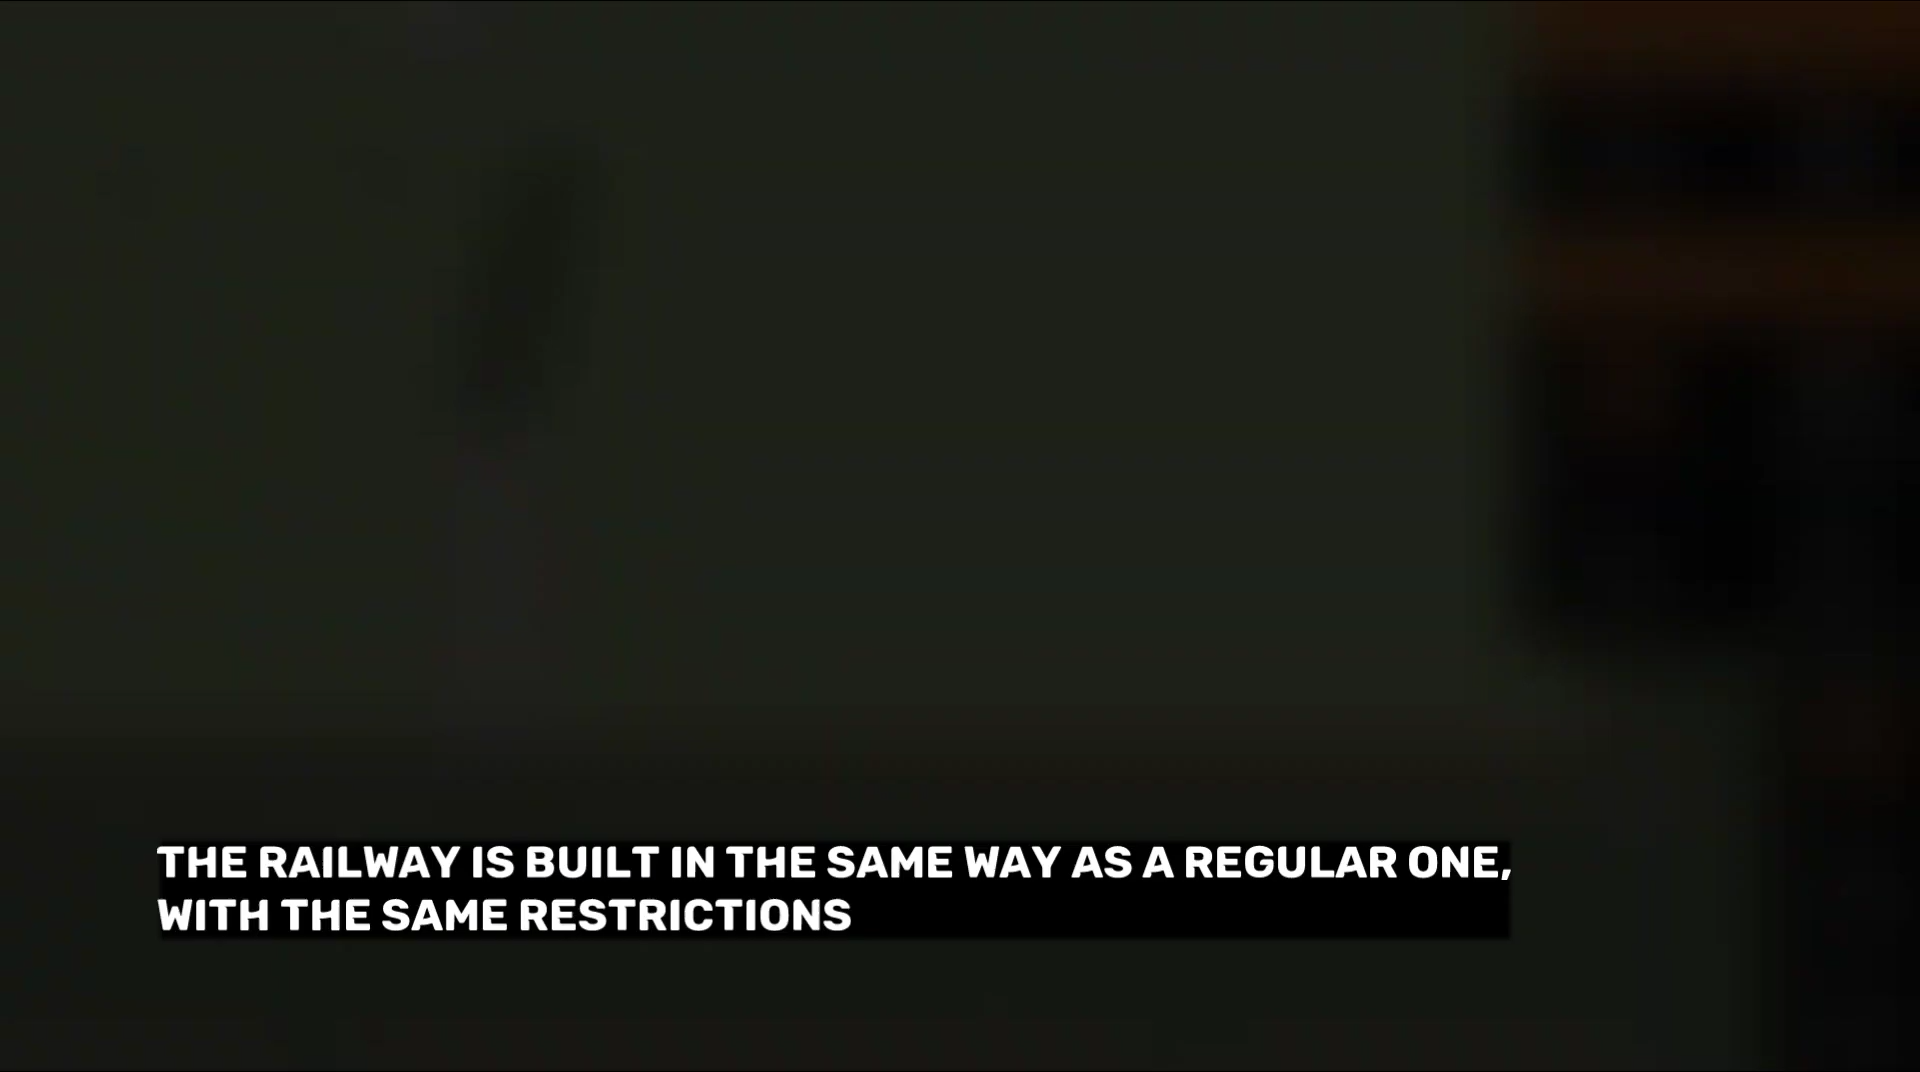 THE RAILWAY IS BUILT IN THE SAME WAY AS A REGULAR ONE,
WITH THE SAME RESTRICTIONS